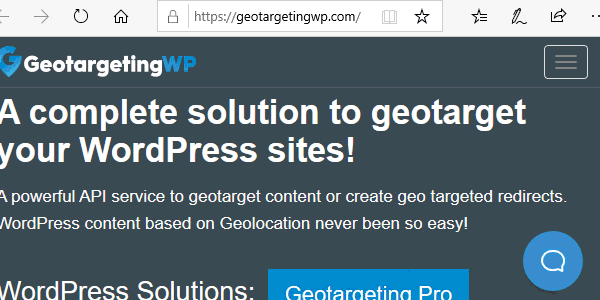 https://geotargetingwp.com/
GeotargetingWP
A complete solution to geotarget
your WordPress sites!
A powerful API service to geotarget content or create geo targeted redirects.
WordPress content based on Geolocation never been so easy!
WordPress Solutions: Geotargeting Pro